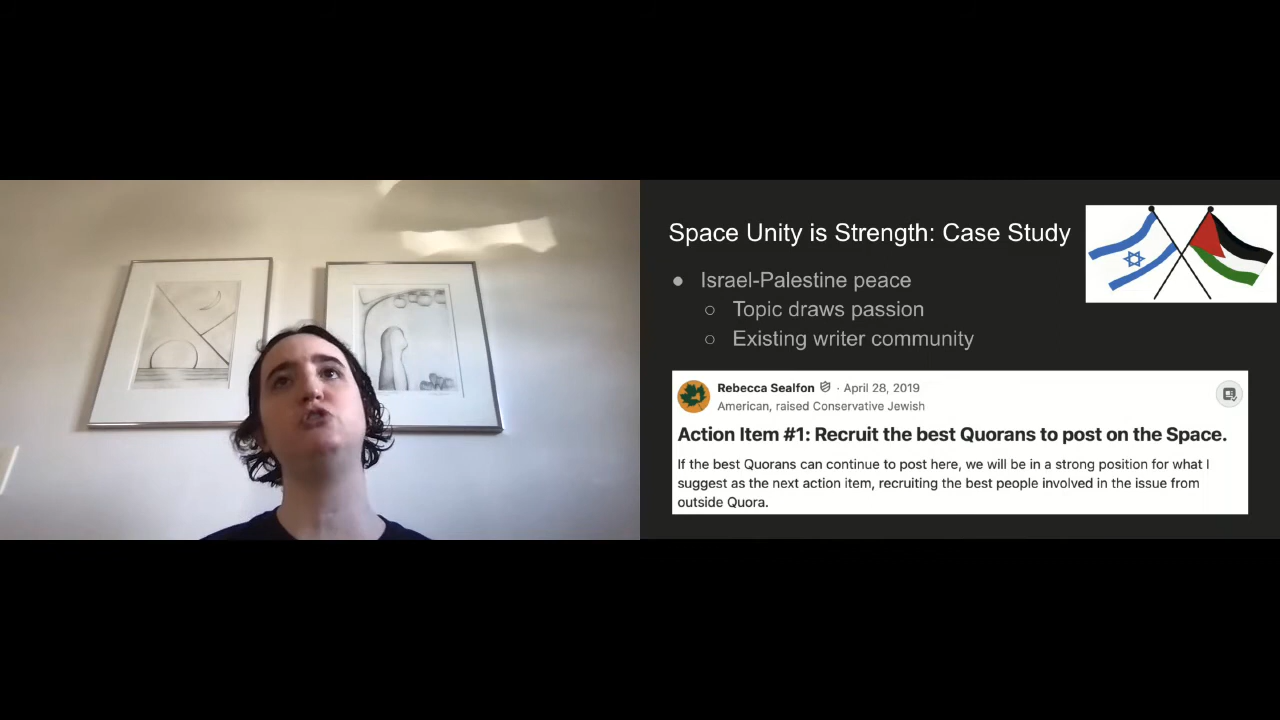 Space Unity is Strength: Case Study
● Israel-Palestine peace
○ Topic draws passion
○ Existing writer community
Rebecca Sealfon · April 28, 2019
American, raised Conservative Jewish
Action Item #1: Recruit the best Quorans to post on the Space.
If the best Quorans can continue to post here, we will be in a strong position for what I
suggest as the next action item, recruiting the best people involved in the issue from
outside Quora.